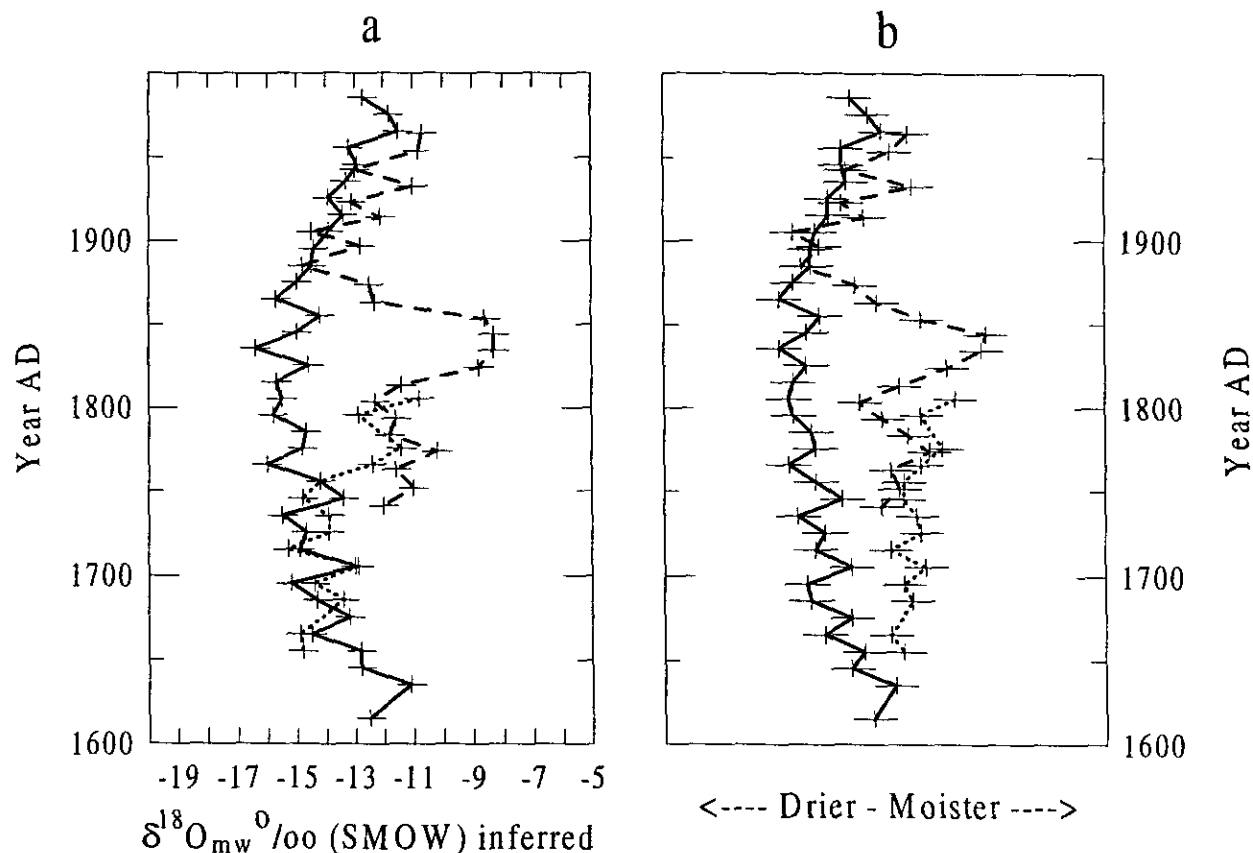 a
b
Year AD
1900
1800
1700
1600
-19 -17 -15 -13 -11 -9 -7 -5
δ18Omw o/oo (SMOW) inferred
1900
1800
1700
1600
Year AD
<---- Drier - Moister ---->